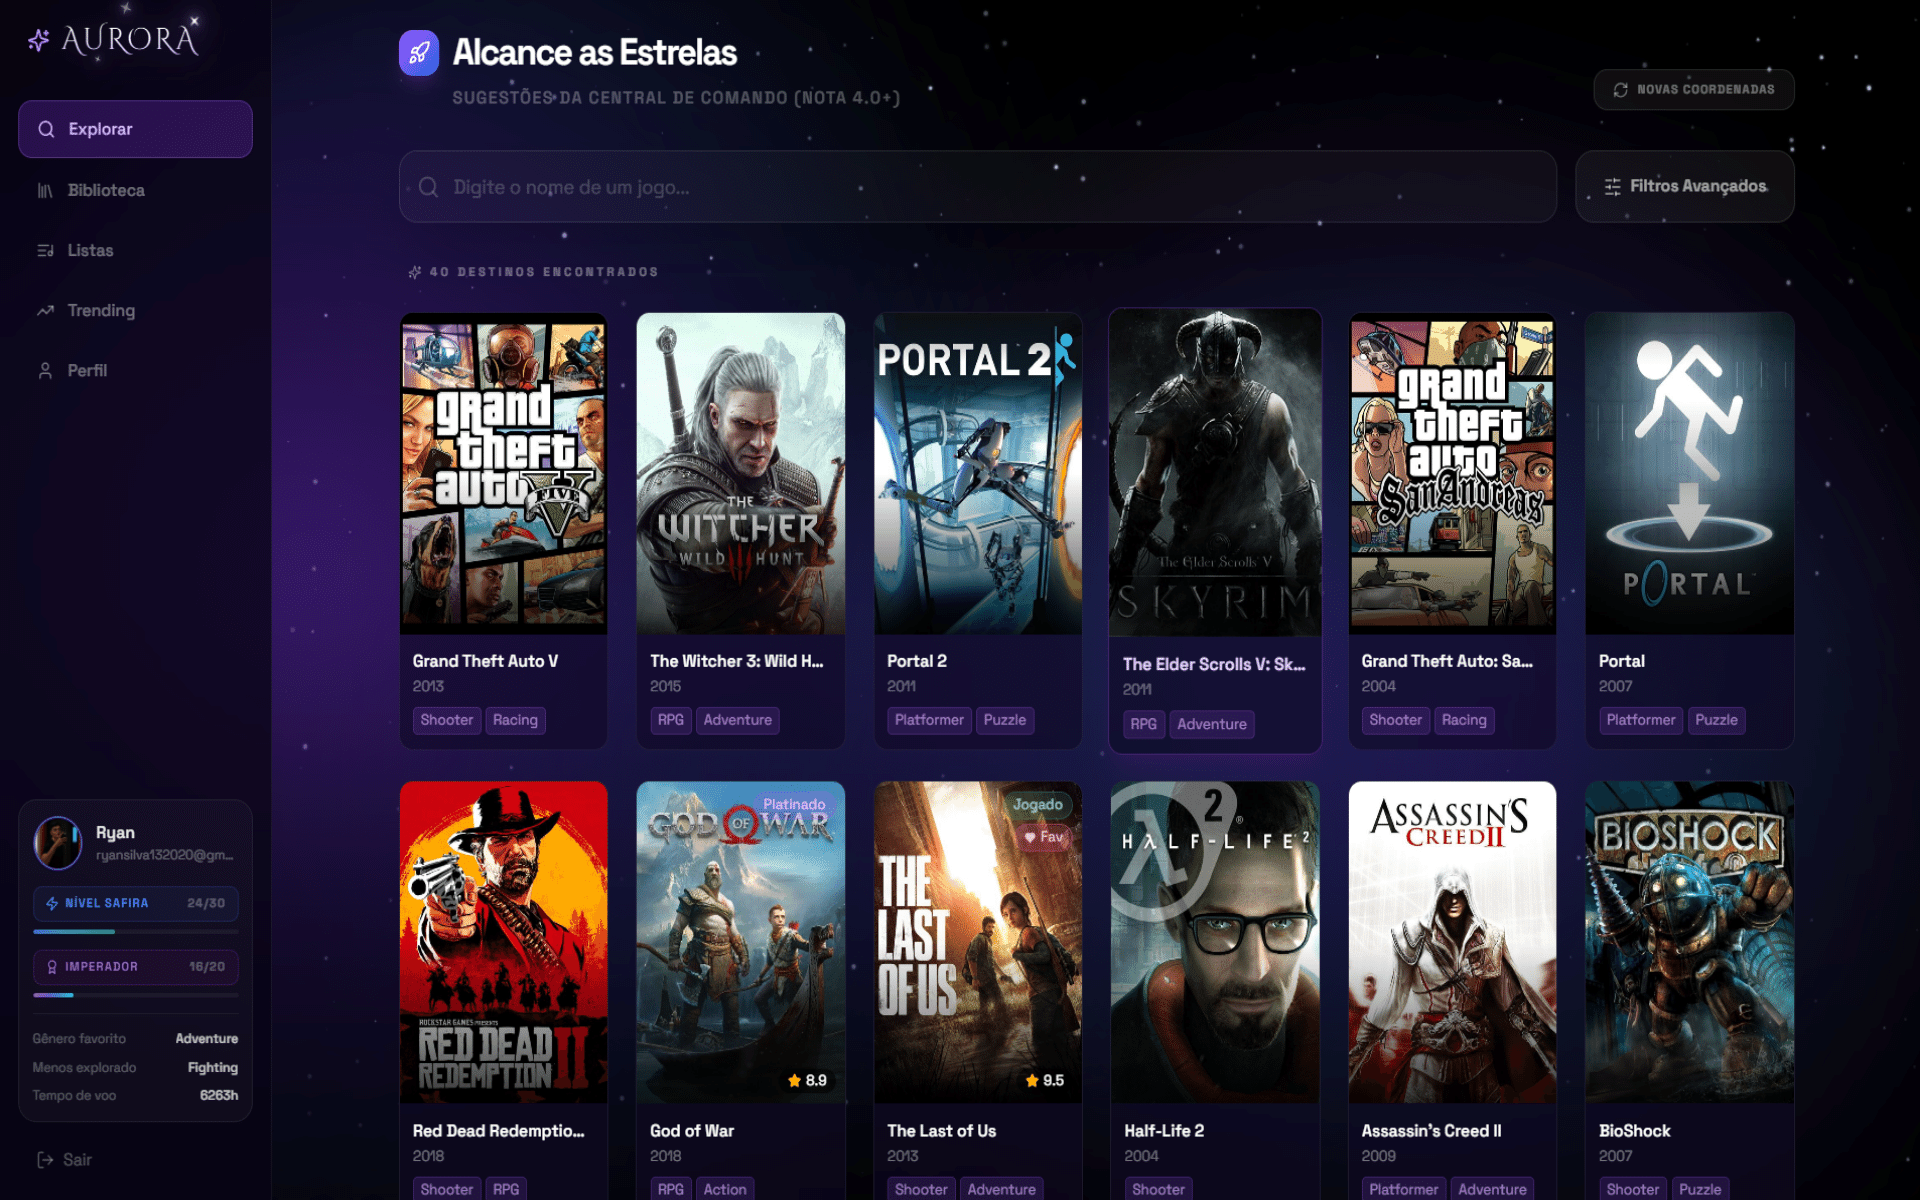 AURORA
Explorar
Biblioteca
Listas
Trending
Perfil
Ryan
ryansilva132020@gm...
NÍVEL SAFIRA 24/30
IMPERADOR 16/20
Gênero favorito Adventure
Menos explorado Fighting
Tempo de voo 6263h
Sair
Alcance as Estrelas
SUGESTÕES DA CENTRAL DE COMANDO (NOTA 4.0+)
NOVAS COORDENADAS
Digite o nome de um jogo...
Filtros Avançados
40 DESTINOS ENCONTRADOS
grand
theft
auto
FIVE
V
Grand Theft Auto V
2013
Shooter Racing
THE
WITCHER
WILD HUNT
The Witcher 3: Wild H...
2015
RPG Adventure
PORTAL 2
Portal 2
2011
Platformer Puzzle
The Elder Scrolls V
SKYRIM
The Elder Scrolls V: Sk...
2011
RPG Adventure
grand
theft
auto
San Andreas
Grand Theft Auto: Sa...
2004
Shooter Racing
PORTAL™
Portal
2007
Platformer Puzzle
ROCKSTAR GAMES PRESENTS
RED DEAD
REDEMPTION II
Red Dead Redemptio...
2018
Shooter RPG
Platinado
GOD OF WAR
8.9
God of War
2018
RPG Action
Jogado
Fav
THE
LAST
OF US
9.5
The Last of Us
2013
Shooter Adventure
2®
HλLF-LIFE²
Half-Life 2
2004
Shooter
ASSASSIN'S
CREED II
Assassin's Creed II
2009
Platformer Adventure
BIOSHOCK
BioShock
2007
Shooter Puzzle